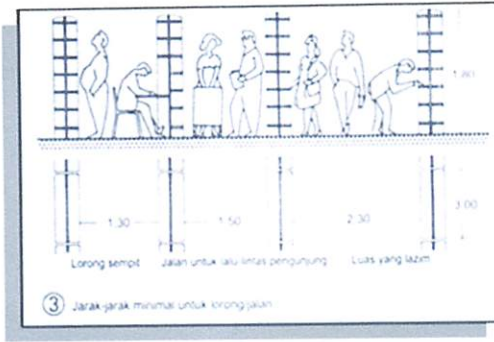 1.80
1.30 1.50 2.30 3.00
Lorong sempit Jalan untuk lalu-lintas pengunjung Luas yang lazim
3 Jarak-jarak minimal untuk lorong jalan